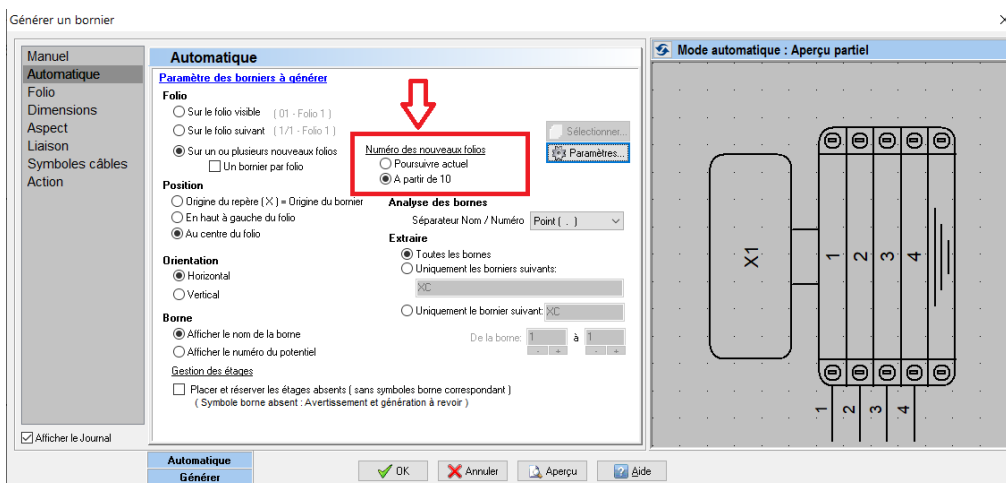 Générer un bornier
Manuel
Automatique
Folio
Dimensions
Aspect
Liaison
Symboles câbles
Action
Afficher le Journal
Automatique
Paramètre des borniers à générer
Folio
Sur le folio visible ( 01 - Folio 1 )
Sur le folio suivant ( 1/1 - Folio 1 )
Sur un ou plusieurs nouveaux folios
Un bornier par folio
Numéro des nouveaux folios
Poursuivre actuel
A partir de 10
Sélectionner...
Paramètres...
Position
Origine du repère ( X ) = Origine du bornier
En haut à gauche du folio
Au centre du folio
Analyse des bornes
Séparateur Nom / Numéro Point ( . )
Extraire
Toutes les bornes
Uniquement les borniers suivants:
XC
Uniquement le bornier suivant: XC
De la borne: 1 à 1
- + - +
Orientation
Horizontal
Vertical
Borne
Afficher le nom de la borne
Afficher le numéro du potentiel
Gestion des étages
Placer et réserver les étages absents ( sans symboles borne correspondant )
( Symbole borne absent : Avertissement et génération à revoir )
Automatique
Générer
OK
Annuler
Aperçu
Aide
Mode automatique : Aperçu partiel
X1
1 2 3 4
1 2 3 4